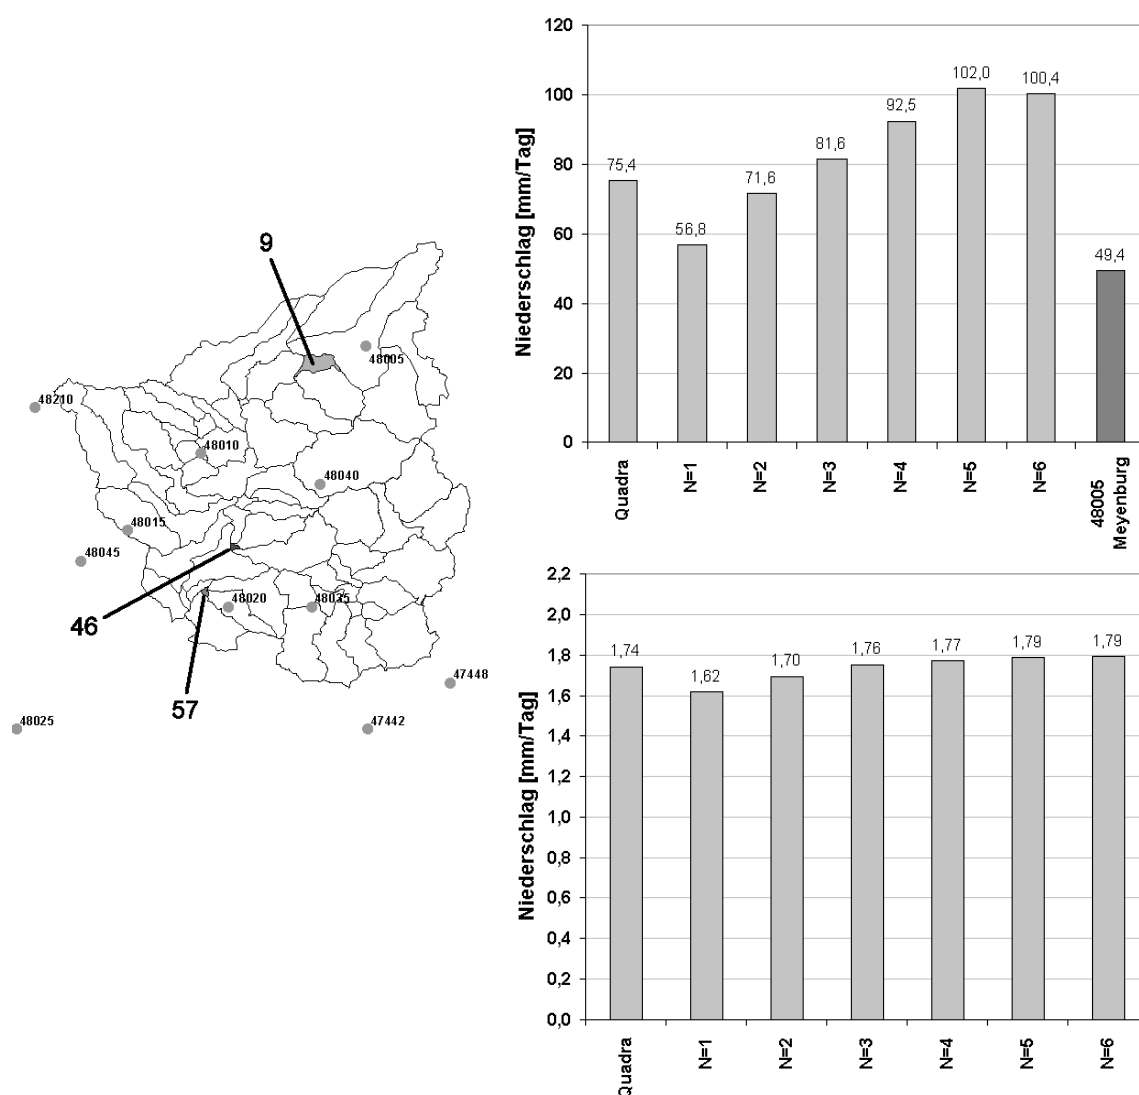 9
48005
48210
48010
48040
48015
48045
46
48020
48035
57
47448
48025
47442
Niederschlag [mm/Tag]
120
100
80
60
40
20
0
75,4
56,8
71,6
81,6
92,5
102,0
100,4
49,4
Quadra
N=1
N=2
N=3
N=4
N=5
N=6
48005
Meyenburg
Niederschlag [mm/Tag]
2,2
2,0
1,8
1,6
1,4
1,2
1,0
0,8
0,6
0,4
0,2
0,0
1,74
1,62
1,70
1,76
1,77
1,79
1,79
Quadra
N=1
N=2
N=3
N=4
N=5
N=6